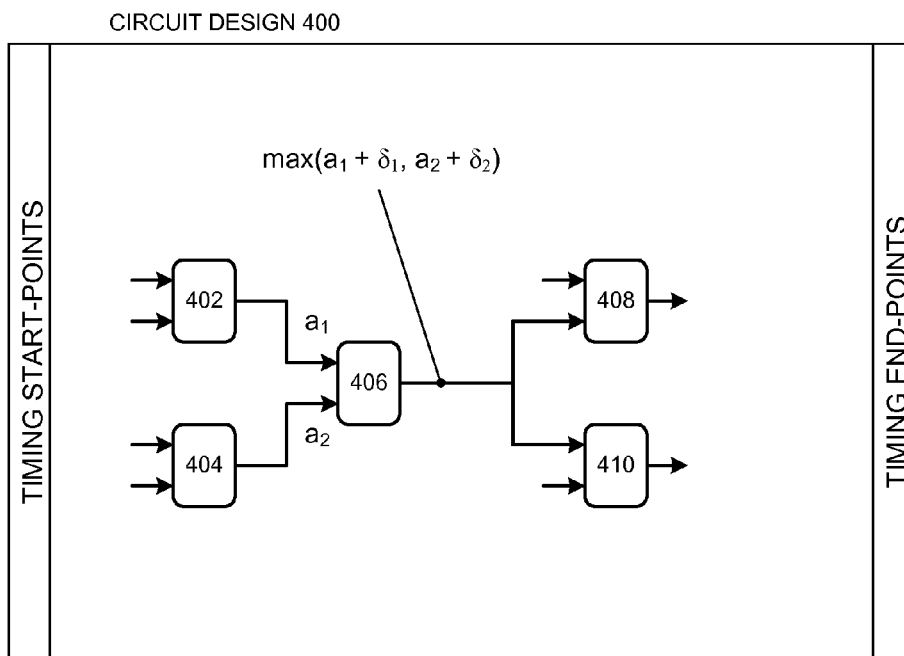 CIRCUIT DESIGN 400
TIMING START-POINTS
max(a₁ + δ₁, a₂ + δ₂)
402
a₁
408
406
404
a₂
410
TIMING END-POINTS